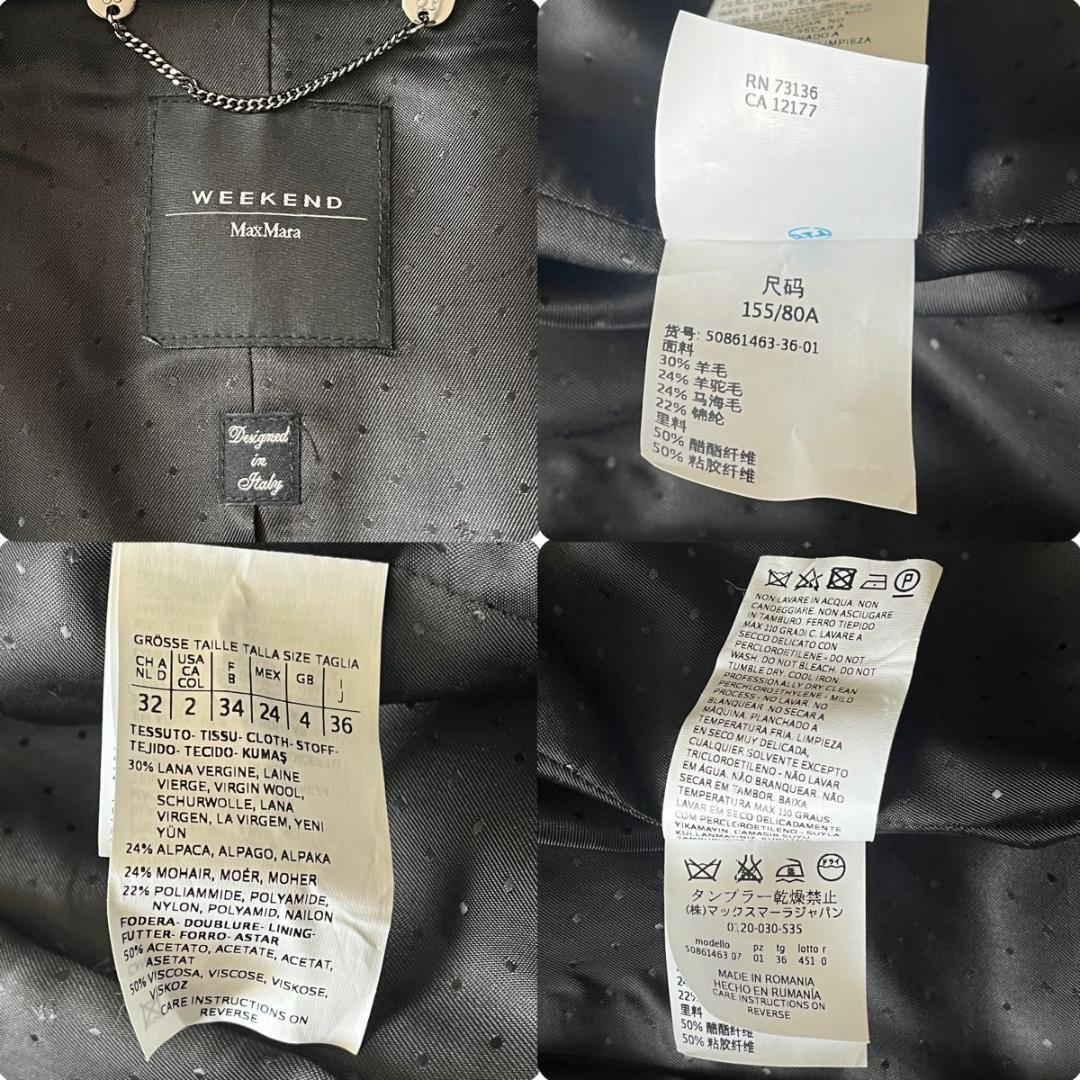 WEEKEND
MaxMara
Designed
in
Italy
RN 73136
CA 12177
尺码
155/80A
货号: 50861463-36-01
面料
30% 羊毛
24% 羊驼毛
24% 马海毛
22% 锦纶
里料
50% 醋酯纤维
50% 粘胶纤维
GRÖSSE TAILLE TALLA SIZE TAGLIA
CH A NL D USA CA COL F B MEX GB I J
32 2 34 24 4 36
TESSUTO- TISSU- CLOTH- STOFF-
TEJIDO- TECIDO- KUMAŞ
30% LANA VERGINE, LAINE
VIERGE, VIRGIN WOOL,
SCHURWOLLE, LANA
VIRGEN, LA VIRGEM, YENI
YÜN
24% ALPACA, ALPAGO, ALPAKA
24% MOHAIR, MOÉR, MOHER
22% POLIAMMIDE, POLYAMIDE,
NYLON, POLYAMID, NAILON
FODERA- DOUBLURE- LINING-
FUTTER- FORRO- ASTAR
50% ACETATO, ACETATE, ACETAT,
ASETAT
50% VISCOSA, VISCOSE, VISKOSE,
VISKOZ
CARE INSTRUCTIONS ON
REVERSE
P
NON LAVARE IN ACQUA. NON
CANDEGGIARE. NON ASCIUGARE
IN TAMBURO. FERRO TIEPIDO
MAX 110 GRADI C. LAVARE A
SECCO DELICATO CON
PERCLOROETILENE - DO NOT
WASH. DO NOT BLEACH. DO NOT
TUMBLE DRY. COOL IRON.
PROFESSIONALLY DRY CLEAN
PERCHLOROETHYLENE - MILD
PROCESS - NO LAVAR. NO
BLANQUEAR. NO SECAR A
MÁQUINA. PLANCHADO A
TEMPERATURA FRIA. LIMPIEZA
EN SECO MUY DELICADA,
CUALQUIER SOLVENTE EXCEPTO
TRICLOROETILENO - NÃO LAVAR
EM ÁGUA. NÃO BRANQUEAR. NÃO
SECAR EM TAMBOR. BAIXA
TEMPERATURA MAX 110 GRAUS.
LAVAR EM SECO DELICADAMENTE
COM PERCLOROETILENO - SUYLA
YIKAMAYIN. CAMASIR SUYU
ドライ
タンブラー乾燥禁止
(株)マックスマーラジャパン
0120-030-535
modello pz tg lotto r
50861463 07 01 36 451 0
MADE IN ROMANIA
HECHO EN RUMANÍA
CARE INSTRUCTIONS ON
REVERSE
里料
50% 醋酯纤维
50% 粘胶纤维